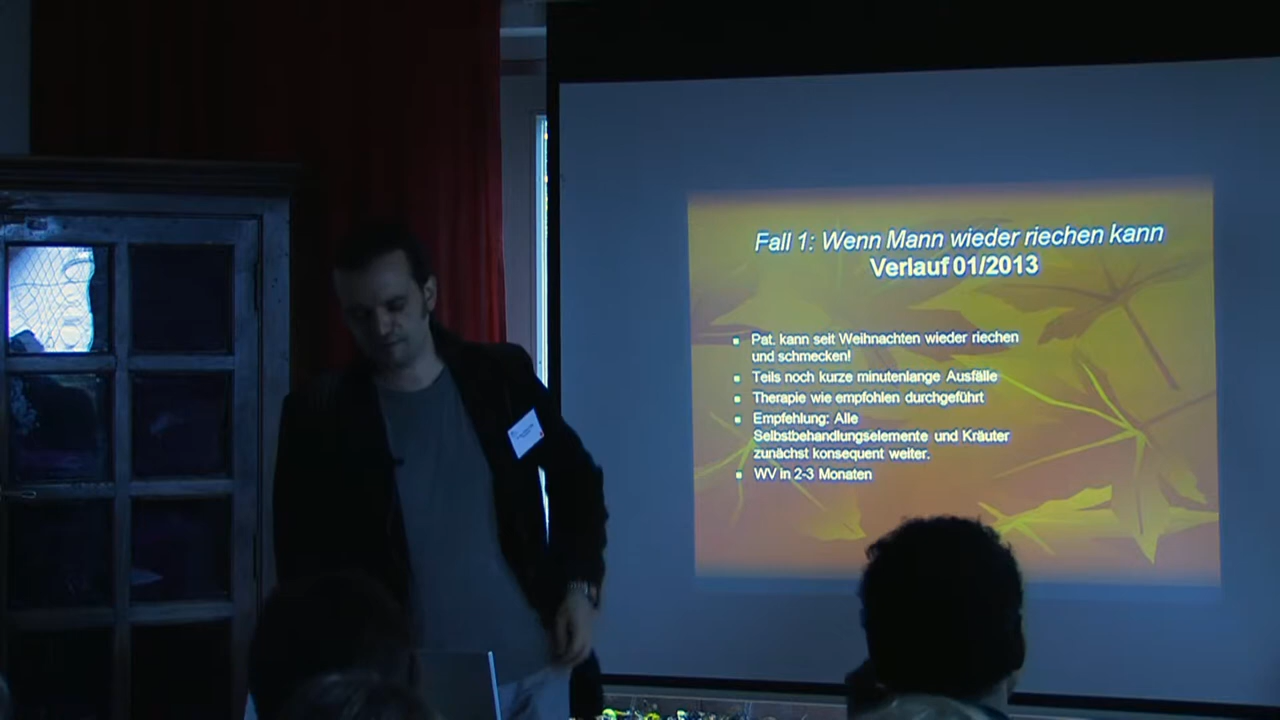 Fall 1: Wenn Mann wieder riechen kann
Verlauf 01/2013
Pat. kann seit Weihnachten wieder riechen
und schmecken!
Teils noch kurze minutenlange Ausfälle
Therapie wie empfohlen durchgeführt
Empfehlung: Alle
Selbstbehandlungselemente und Kräuter
zunächst konsequent weiter.
WV in 2-3 Monaten